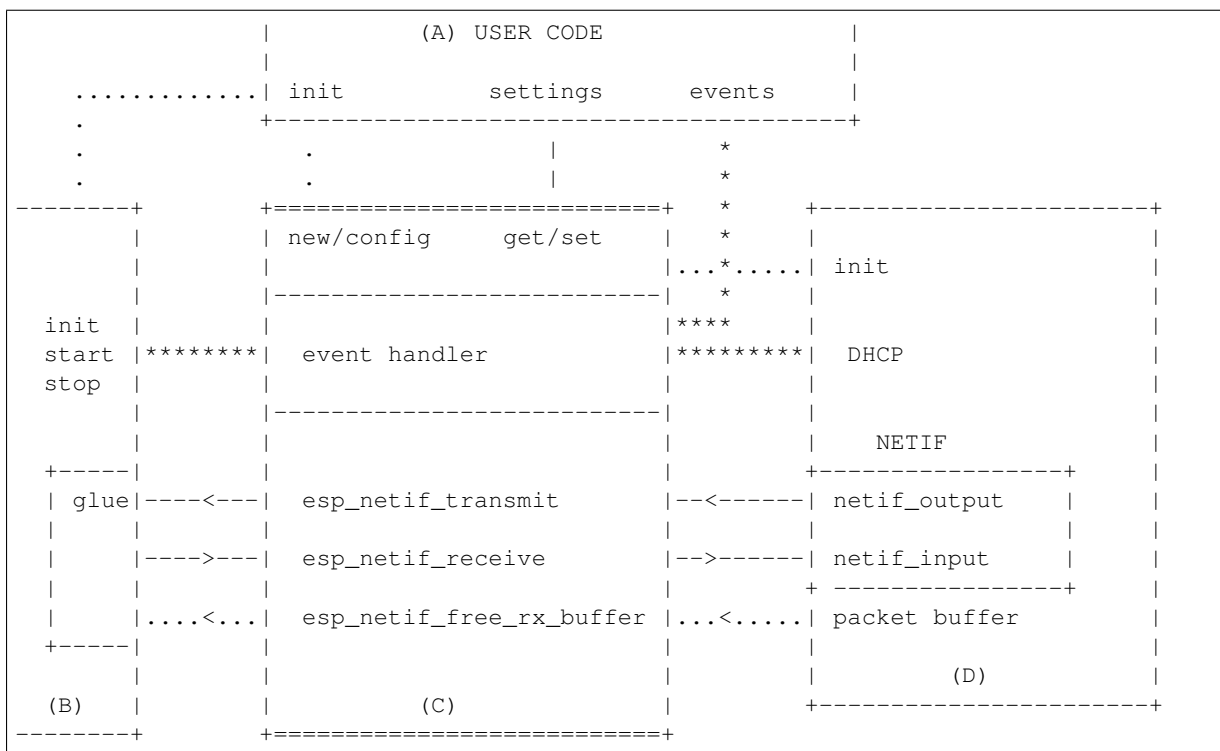 (A) USER CODE
init settings events
new/config get/set
init
init
start event handler DHCP
stop
NETIF
glue esp_netif_transmit netif_output
esp_netif_receive netif_input
esp_netif_free_rx_buffer packet buffer
(D)
(B) (C)